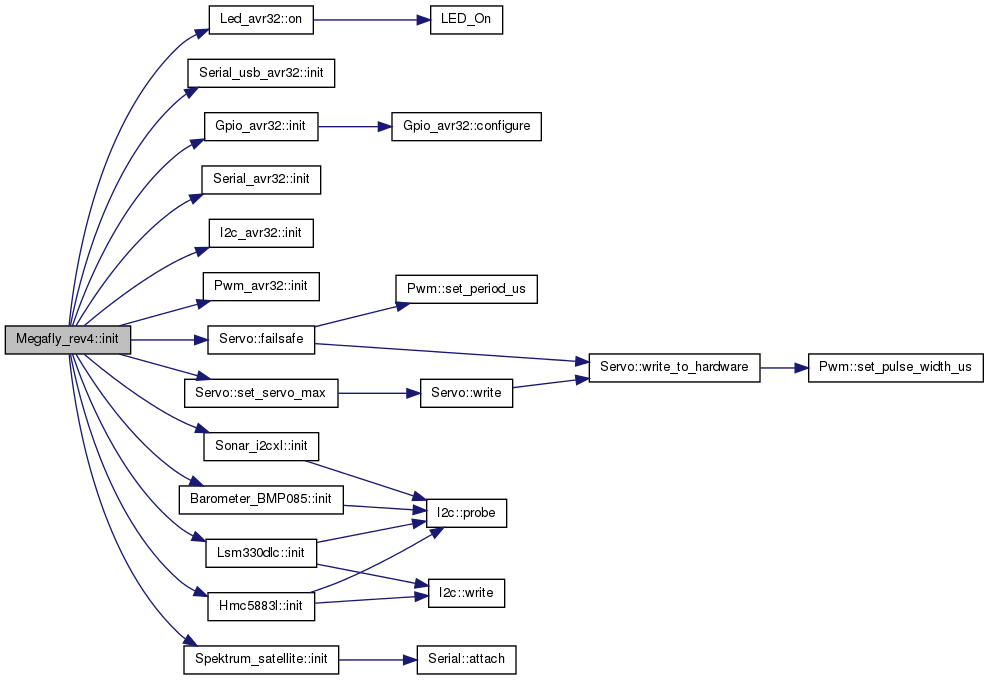 Led_avr32::on
LED_On
Serial_usb_avr32::init
Gpio_avr32::init
Gpio_avr32::configure
Serial_avr32::init
I2c_avr32::init
Pwm_avr32::init
Pwm::set_period_us
Megafly_rev4::init
Servo::failsafe
Servo::write_to_hardware
Pwm::set_pulse_width_us
Servo::set_servo_max
Servo::write
Sonar_i2cxl::init
Barometer_BMP085::init
I2c::probe
Lsm330dlc::init
I2c::write
Hmc5883l::init
Spektrum_satellite::init
Serial::attach